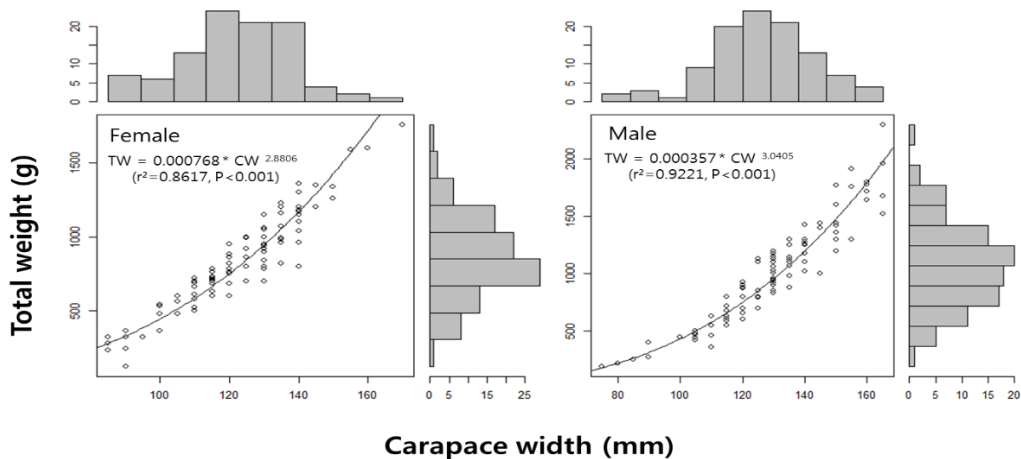 20
10
5
0
Female
TW = 0.000768 * CW 2.8806
(r²=0.8617, P<0.001)
1500
1000
500
100 120 140 160
0 5 15 25
20
10
5
0
Male
TW = 0.000357 * CW 3.0405
(r²=0.9221, P<0.001)
2000
1500
1000
500
80 100 120 140 160
0 5 10 15 20
Total weight (g)
Carapace width (mm)